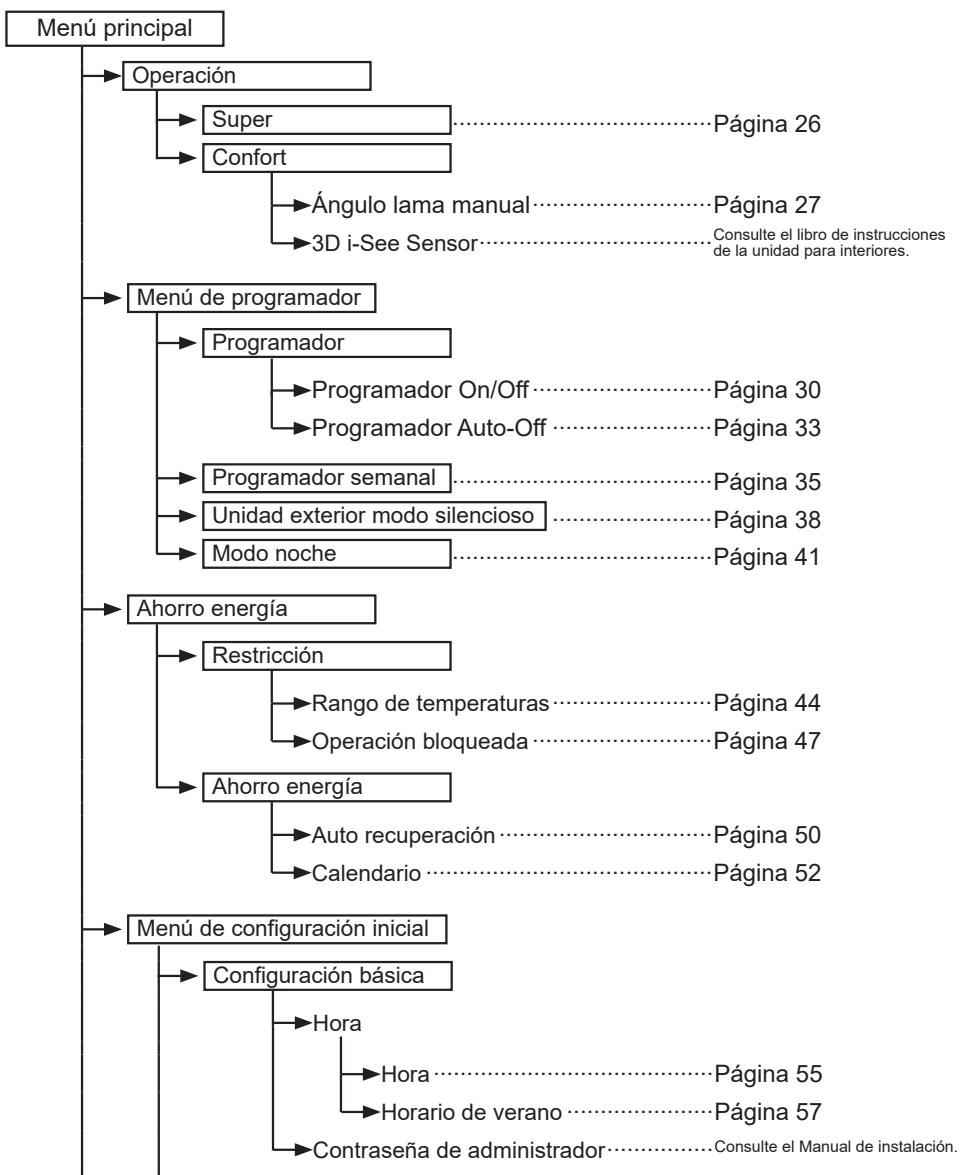 Menú principal
Operación
Super Página 26
Confort
Ángulo lama manual Página 27
3D i-See Sensor Consulte el libro de instrucciones
de la unidad para interiores.
Menú de programador
Programador
Programador On/Off Página 30
Programador Auto-Off Página 33
Programador semanal Página 35
Unidad exterior modo silencioso Página 38
Modo noche Página 41
Ahorro energía
Restricción
Rango de temperaturas Página 44
Operación bloqueada Página 47
Ahorro energía
Auto recuperación Página 50
Calendario Página 52
Menú de configuración inicial
Configuración básica
Hora
Hora Página 55
Horario de verano Página 57
Contraseña de administrador Consulte el Manual de instalación.